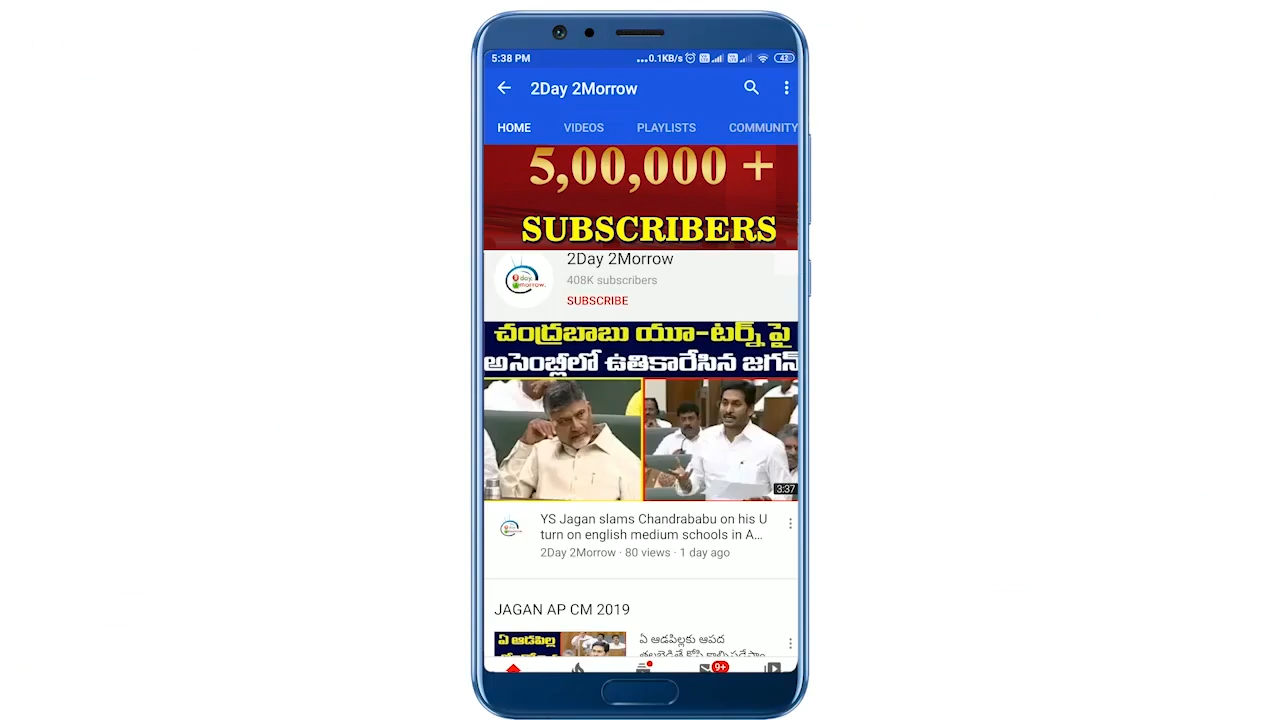 5:38 PM
...0.1KB/s
42
2Day 2Morrow
HOME
VIDEOS
PLAYLISTS
COMMUNITY
5,00,000 +
SUBSCRIBERS
2Day 2Morrow
408K subscribers
SUBSCRIBE
చంద్రబాబు యూ-టర్న్ పై
అసెంబ్లీలో ఉతికారేసిన జగన్
3:37
YS Jagan slams Chandrababu on his U
turn on english medium schools in A...
2Day 2Morrow · 80 views · 1 day ago
JAGAN AP CM 2019
ఏ ఆడపిల్ల
ఏ ఆడపిల్లకు ఆపద
9+